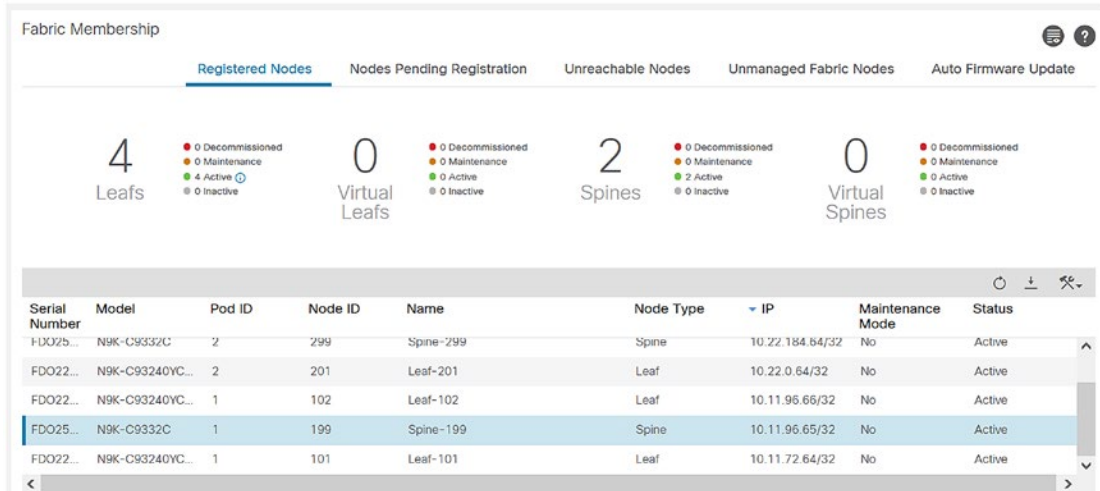 Fabric Membership
Registered Nodes Nodes Pending Registration Unreachable Nodes Unmanaged Fabric Nodes Auto Firmware Update
4 Leafs
0 Decommissioned
0 Maintenance
4 Active
0 Inactive
0 Virtual Leafs
0 Decommissioned
0 Maintenance
0 Active
0 Inactive
2 Spines
0 Decommissioned
0 Maintenance
2 Active
0 Inactive
0 Virtual Spines
0 Decommissioned
0 Maintenance
0 Active
0 Inactive
Serial Number Model Pod ID Node ID Name Node Type IP Maintenance Mode Status
FDO25... N9K-C9332C 2 299 Spine-299 Spine 10.22.184.64/32 No Active
FDO22... N9K-C93240YC... 2 201 Leaf-201 Leaf 10.22.0.64/32 No Active
FDO22... N9K-C93240YC... 1 102 Leaf-102 Leaf 10.11.96.66/32 No Active
FDO25... N9K-C9332C 1 199 Spine-199 Spine 10.11.96.65/32 No Active
FDO22... N9K-C93240YC... 1 101 Leaf-101 Leaf 10.11.72.64/32 No Active